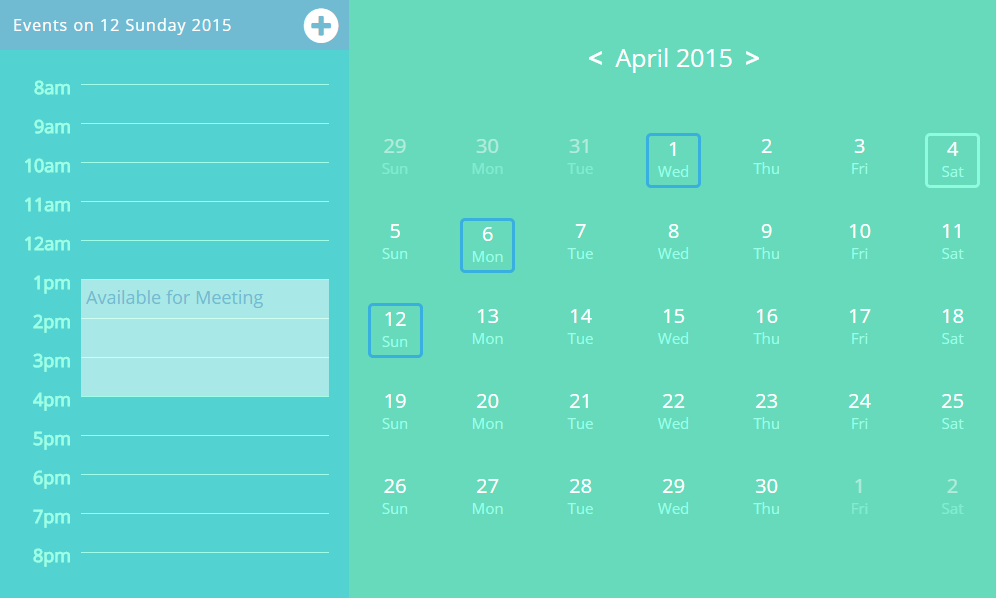 Events on 12 Sunday 2015
8am
9am
10am
11am
12am
1pm
Available for Meeting
2pm
3pm
4pm
5pm
6pm
7pm
8pm
< April 2015 >
29 30 31 1 2 3 4
Sun Mon Tue Wed Thu Fri Sat
5 6 7 8 9 10 11
Sun Mon Tue Wed Thu Fri Sat
12 13 14 15 16 17 18
Sun Mon Tue Wed Thu Fri Sat
19 20 21 22 23 24 25
Sun Mon Tue Wed Thu Fri Sat
26 27 28 29 30 1 2
Sun Mon Tue Wed Thu Fri Sat